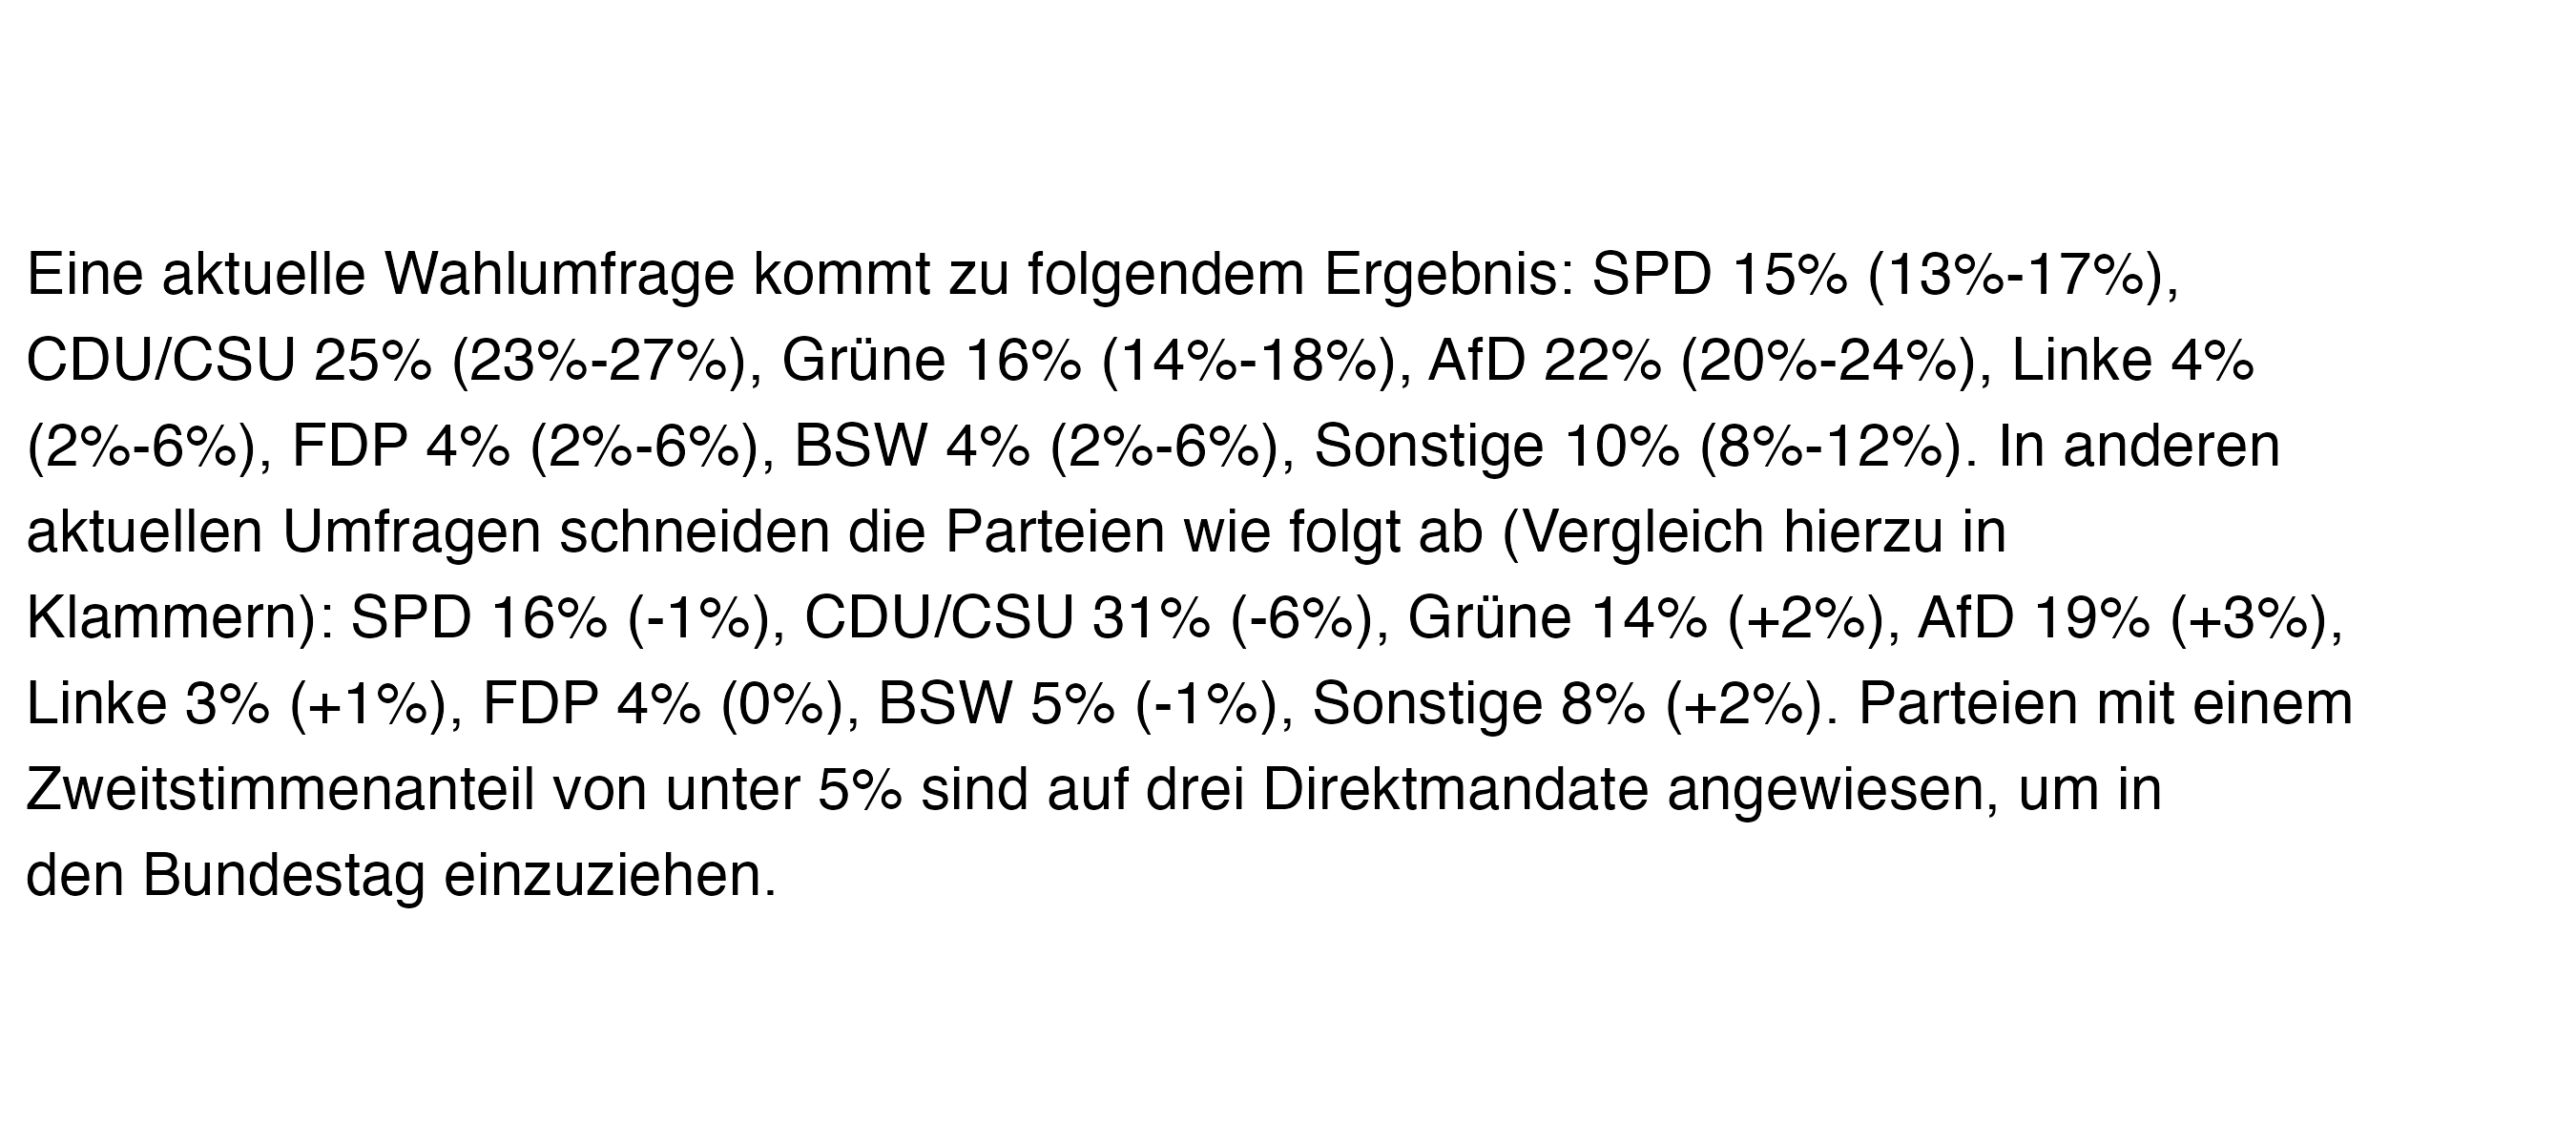 Eine aktuelle Wahlumfrage kommt zu folgendem Ergebnis: SPD 15% (13%-17%),
CDU/CSU 25% (23%-27%), Grüne 16% (14%-18%), AfD 22% (20%-24%), Linke 4%
(2%-6%), FDP 4% (2%-6%), BSW 4% (2%-6%), Sonstige 10% (8%-12%). In anderen
aktuellen Umfragen schneiden die Parteien wie folgt ab (Vergleich hierzu in
Klammern): SPD 16% (-1%), CDU/CSU 31% (-6%), Grüne 14% (+2%), AfD 19% (+3%),
Linke 3% (+1%), FDP 4% (0%), BSW 5% (-1%), Sonstige 8% (+2%). Parteien mit einem
Zweitstimmenanteil von unter 5% sind auf drei Direktmandate angewiesen, um in
den Bundestag einzuziehen.